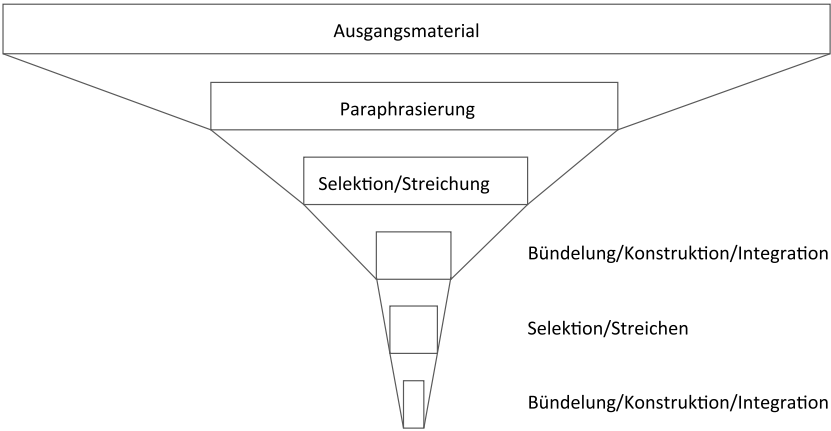 Ausgangsmaterial
Paraphrasierung
Selektion/Streichung
Bündelung/Konstruktion/Integration
Selektion/Streichen
Bündelung/Konstruktion/Integration